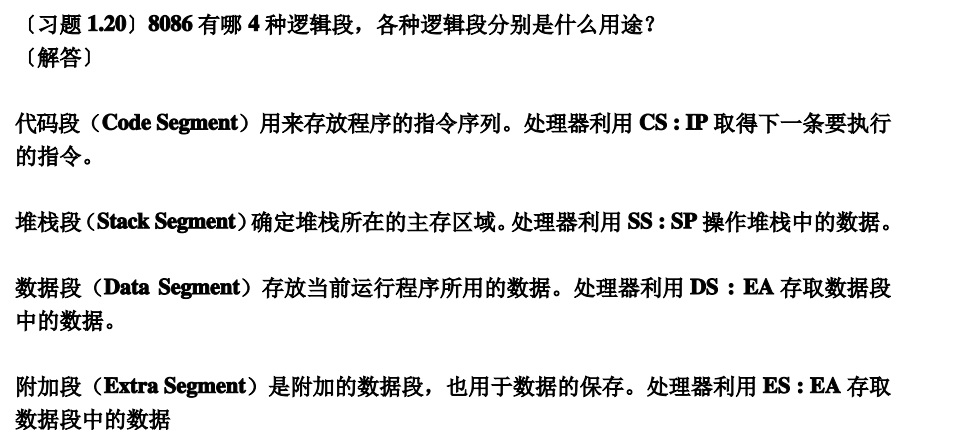 〔习题 1.20〕8086 有哪 4 种逻辑段，各种逻辑段分别是什么用途？
〔解答〕
代码段（Code Segment）用来存放程序的指令序列。处理器利用 CS : IP 取得下一条要执行
的指令。
堆栈段（Stack Segment）确定堆栈所在的主存区域。处理器利用 SS : SP 操作堆栈中的数据。
数据段（Data Segment）存放当前运行程序所用的数据。处理器利用 DS : EA 存取数据段
中的数据。
附加段（Extra Segment）是附加的数据段，也用于数据的保存。处理器利用 ES : EA 存取
数据段中的数据